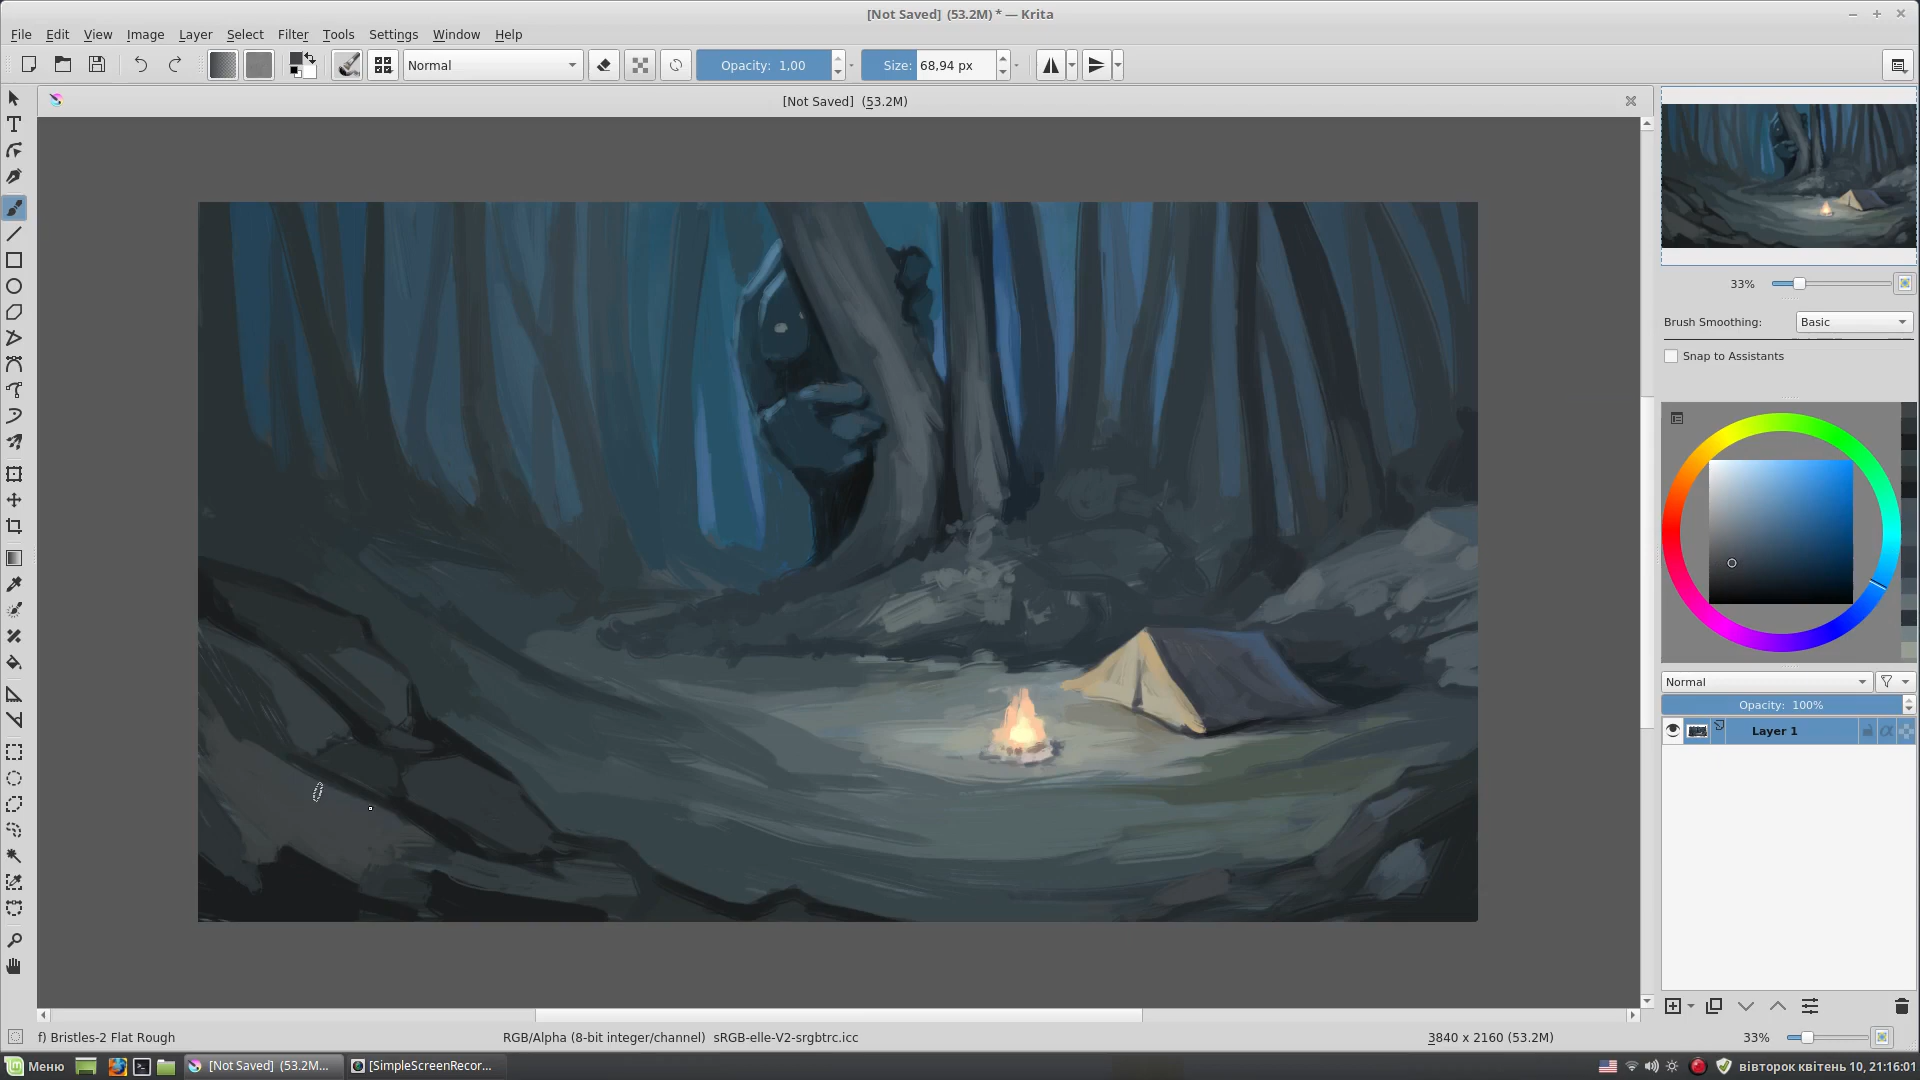 [Not Saved] (53.2M) * — Krita
File Edit View Image Layer Select Filter Tools Settings Window Help
Normal Opacity: 1,00 Size: 68,94 px
[Not Saved] (53.2M)
33%
Brush Smoothing: Basic
Snap to Assistants
Normal
Opacity: 100%
Layer 1
f) Bristles-2 Flat Rough RGB/Alpha (8-bit integer/channel) sRGB-elle-V2-srgbtrc.icc 3840 x 2160 (53.2M) 33%
Меню [Not Saved] (53.2M... [SimpleScreenRecor... вівторок квітень 10, 21:16:01